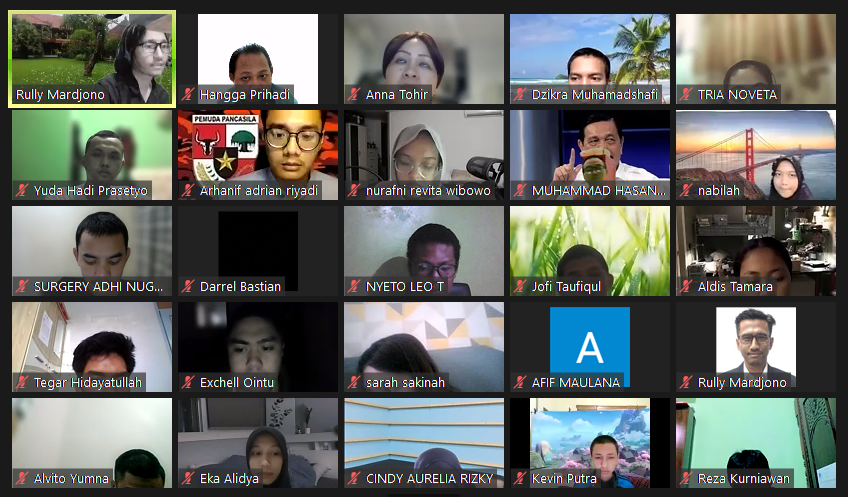 Rully Mardjono
Hangga Prihadi
Anna Tohir
Dzikra Muhamadshafi
TRIA NOVETA
Yuda Hadi Prasetyo
PEMUDA PANCASILA
Arhanif adrian riyadi
nurafni revita wibowo
MUHAMMAD HASAN...
nabilah
SURGERY ADHI NUG...
Darrel Bastian
NYETO LEO T
Jofi Taufiqul
Aldis Tamara
Tegar Hidayatullah
Exchell Ointu
sarah sakinah
A
AFIF MAULANA
Rully Mardjono
Alvito Yumna
Eka Alidya
CINDY AURELIA RIZKY
Kevin Putra
Reza Kurniawan